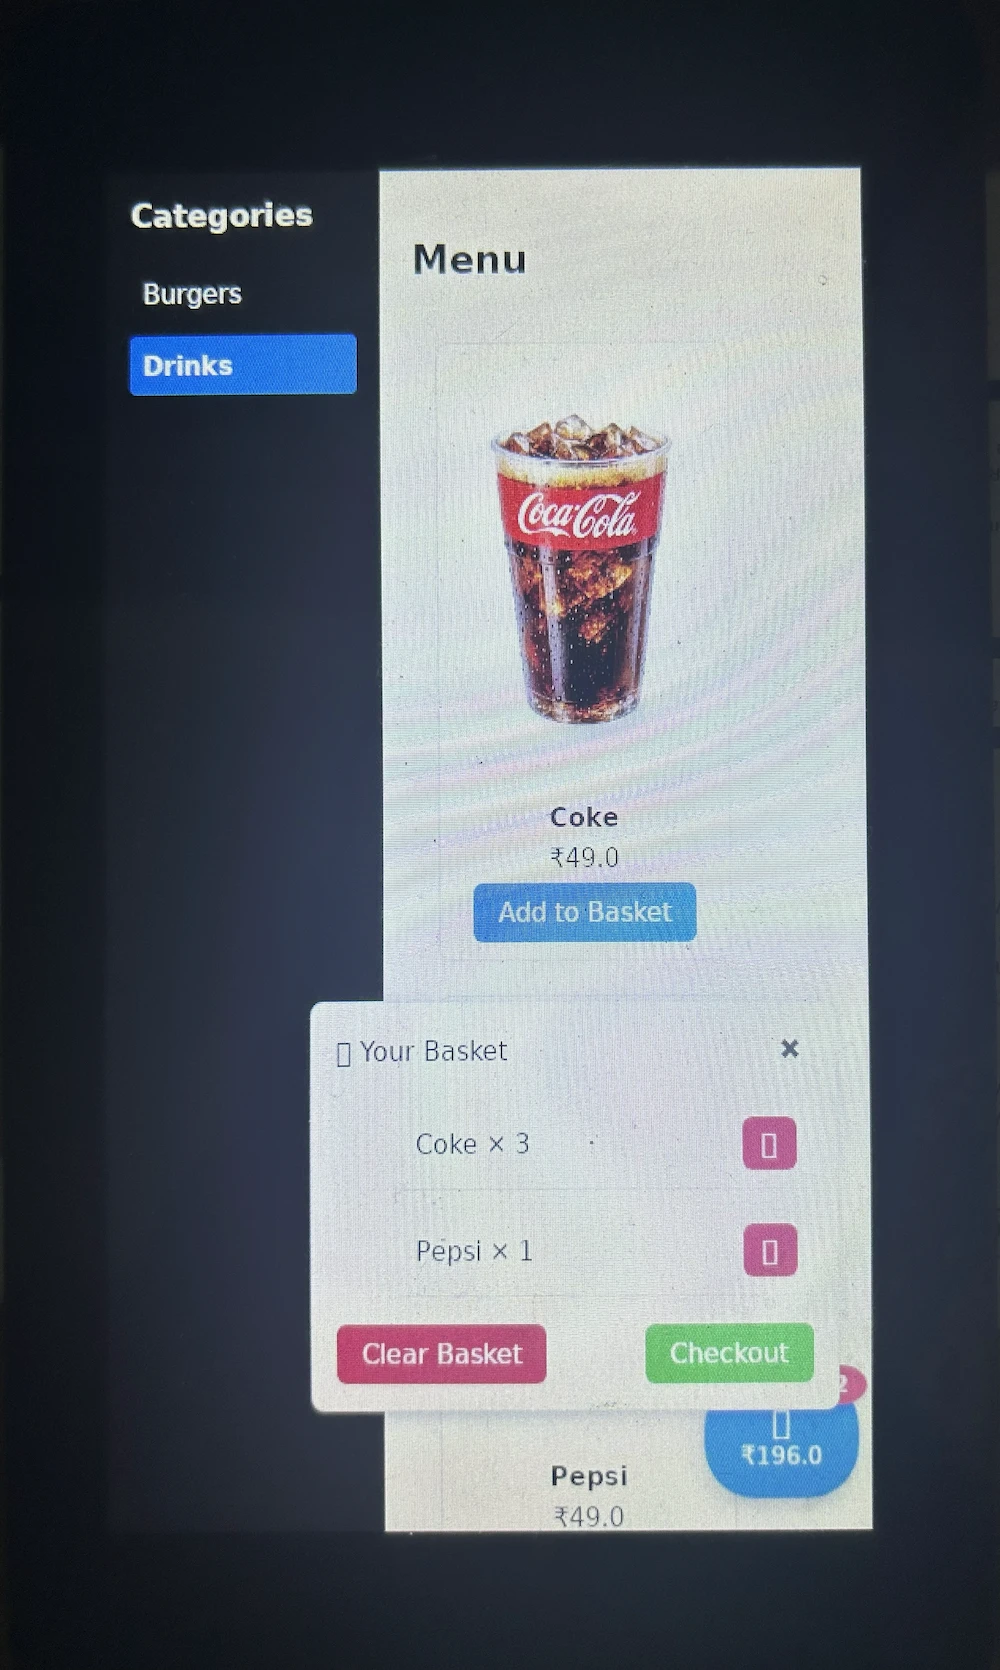 Categories
Burgers
Drinks
Menu
Coca-Cola
Coke
₹49.0
Add to Basket
Your Basket
×
Coke × 3
Pepsi × 1
Clear Basket
Checkout
2
₹196.0
Pepsi
₹49.0